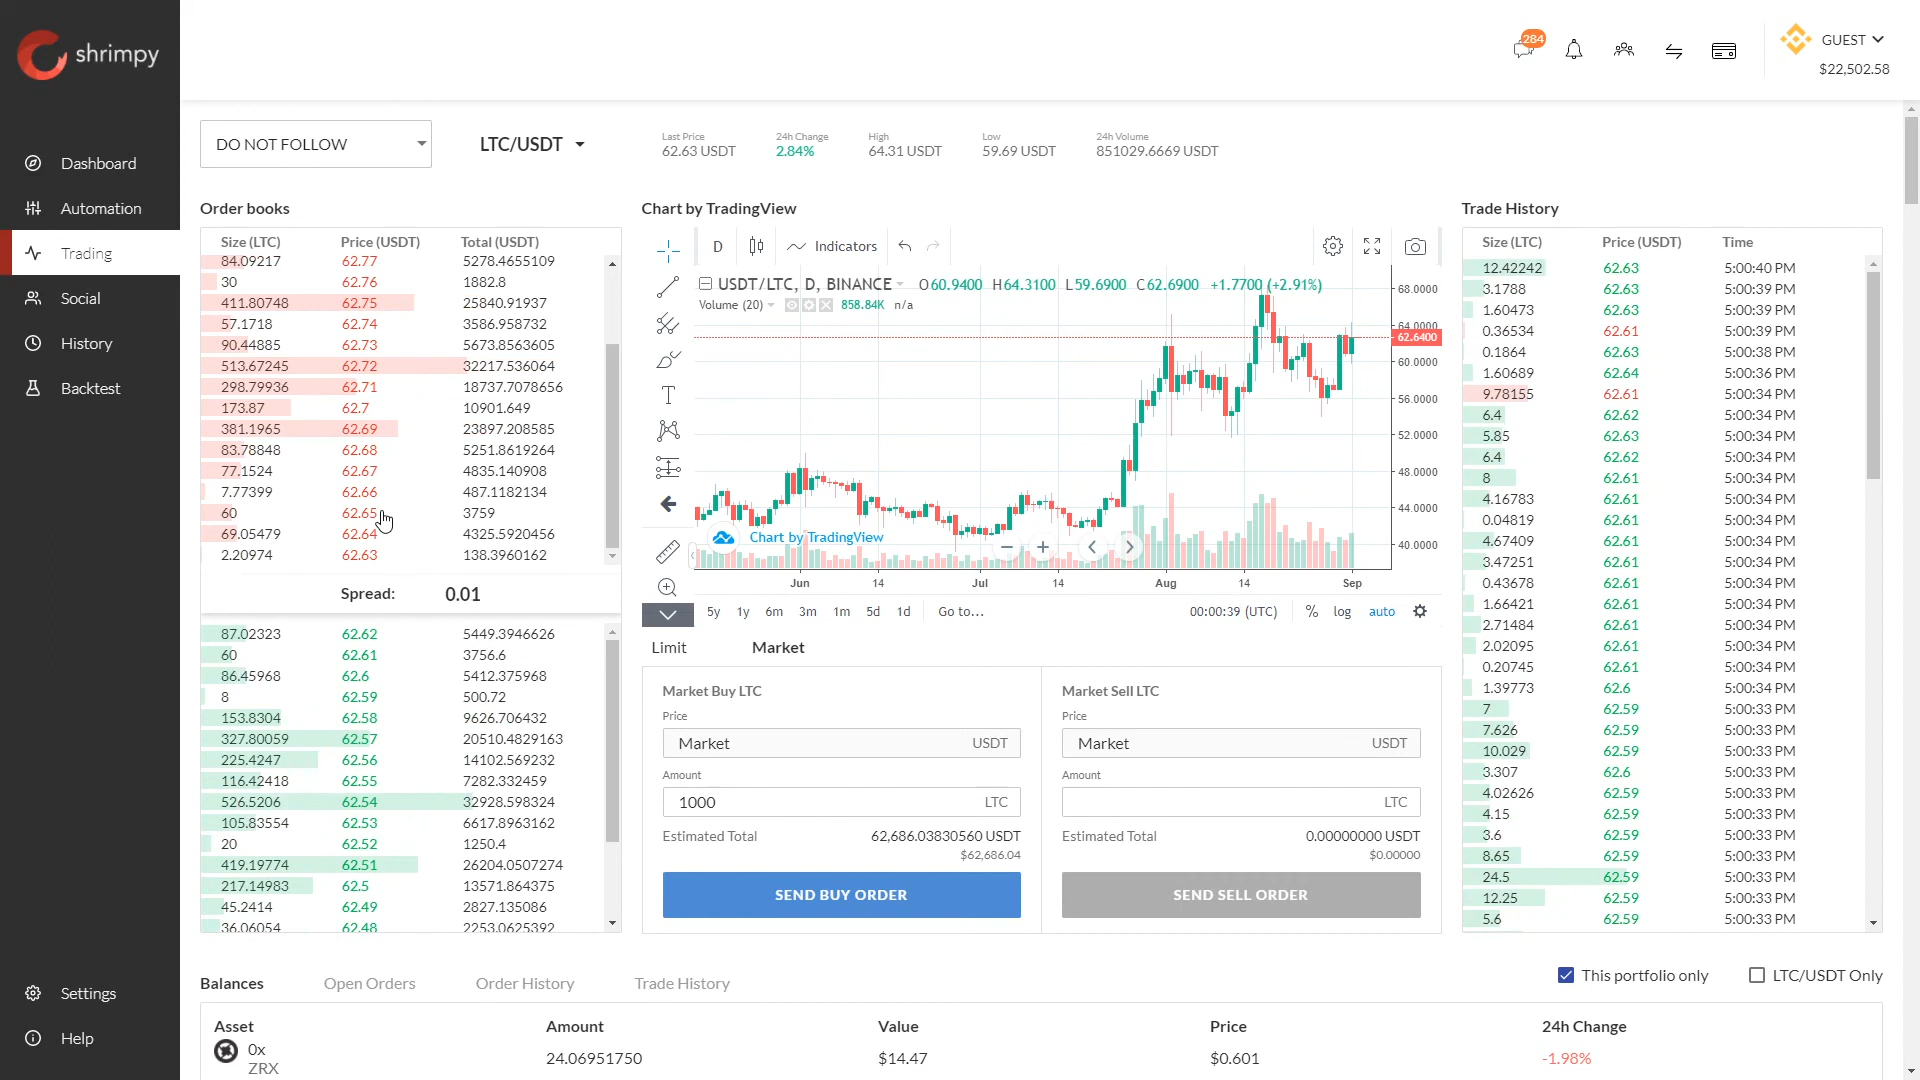 shrimpy
284
GUEST
$22,502.58
Dashboard
Automation
Trading
Social
History
Backtest
Settings
Help
DO NOT FOLLOW
LTC/USDT
Last Price
62.63 USDT
24h Change
2.84%
High
64.31 USDT
Low
59.69 USDT
24h Volume
851029.6669 USDT
Order books
Size (LTC) Price (USDT) Total (USDT)
84.09217 62.77 5278.4655109
30 62.76 1882.8
411.80748 62.75 25840.91937
57.1718 62.74 3586.958732
90.44885 62.73 5673.8563605
513.67245 62.72 32217.536064
298.79936 62.71 18737.7078656
173.87 62.7 10901.649
381.1965 62.69 23897.208585
83.78848 62.68 5251.8619264
77.1524 62.67 4835.140908
7.77399 62.66 487.1182134
60 62.65 3759
69.05479 62.64 4325.5920456
2.20974 62.63 138.3960162
Spread: 0.01
87.02323 62.62 5449.3946626
60 62.61 3756.6
86.45968 62.6 5412.375968
8 62.59 500.72
153.8304 62.58 9626.706432
327.80059 62.57 20510.4829163
225.4247 62.56 14102.569232
116.42418 62.55 7282.332459
526.5206 62.54 32928.598324
105.83554 62.53 6617.8963162
20 62.52 1250.4
419.19774 62.51 26204.0507274
217.14983 62.5 13571.864375
45.2414 62.49 2827.135086
36.06054 62.48 2253.0625392
Chart by TradingView
D Indicators
USDT/LTC, D, BINANCE O60.9400 H64.3100 L59.6900 C62.6900 +1.7700 (+2.91%)
Volume (20) 858.84K n/a
68.0000
64.0000
62.6400
60.0000
56.0000
52.0000
48.0000
44.0000
40.0000
Chart by TradingView
Jun 14 Jul 14 Aug 14 Sep
5y 1y 6m 3m 1m 5d 1d Go to... 00:00:39 (UTC) % log auto
Limit Market
Market Buy LTC
Price
Market USDT
Amount
1000 LTC
Estimated Total 62,686.03830560 USDT
$62,686.04
SEND BUY ORDER
Market Sell LTC
Price
Market USDT
Amount
LTC
Estimated Total 0.00000000 USDT
$0.00000
SEND SELL ORDER
Trade History
Size (LTC) Price (USDT) Time
12.42242 62.63 5:00:40 PM
3.1788 62.63 5:00:39 PM
1.60473 62.63 5:00:39 PM
0.36534 62.61 5:00:39 PM
0.1864 62.63 5:00:38 PM
1.60689 62.64 5:00:36 PM
9.78155 62.61 5:00:34 PM
6.4 62.62 5:00:34 PM
5.85 62.63 5:00:34 PM
6.4 62.62 5:00:34 PM
8 62.61 5:00:34 PM
4.16783 62.61 5:00:34 PM
0.04819 62.61 5:00:34 PM
4.67409 62.61 5:00:34 PM
3.47251 62.61 5:00:34 PM
0.43678 62.61 5:00:34 PM
1.66421 62.61 5:00:34 PM
2.71484 62.61 5:00:34 PM
2.02095 62.61 5:00:34 PM
0.20745 62.61 5:00:34 PM
1.39773 62.6 5:00:34 PM
7 62.59 5:00:33 PM
7.626 62.59 5:00:33 PM
10.029 62.59 5:00:33 PM
3.307 62.6 5:00:33 PM
4.02626 62.59 5:00:33 PM
4.15 62.59 5:00:33 PM
3.6 62.59 5:00:33 PM
8.65 62.59 5:00:33 PM
24.5 62.59 5:00:33 PM
12.25 62.59 5:00:33 PM
5.6 62.59 5:00:33 PM
Balances Open Orders Order History Trade History
This portfolio only LTC/USDT Only
Asset Amount Value Price 24h Change
0x
ZRX
24.06951750 $14.47 $0.601 -1.98%